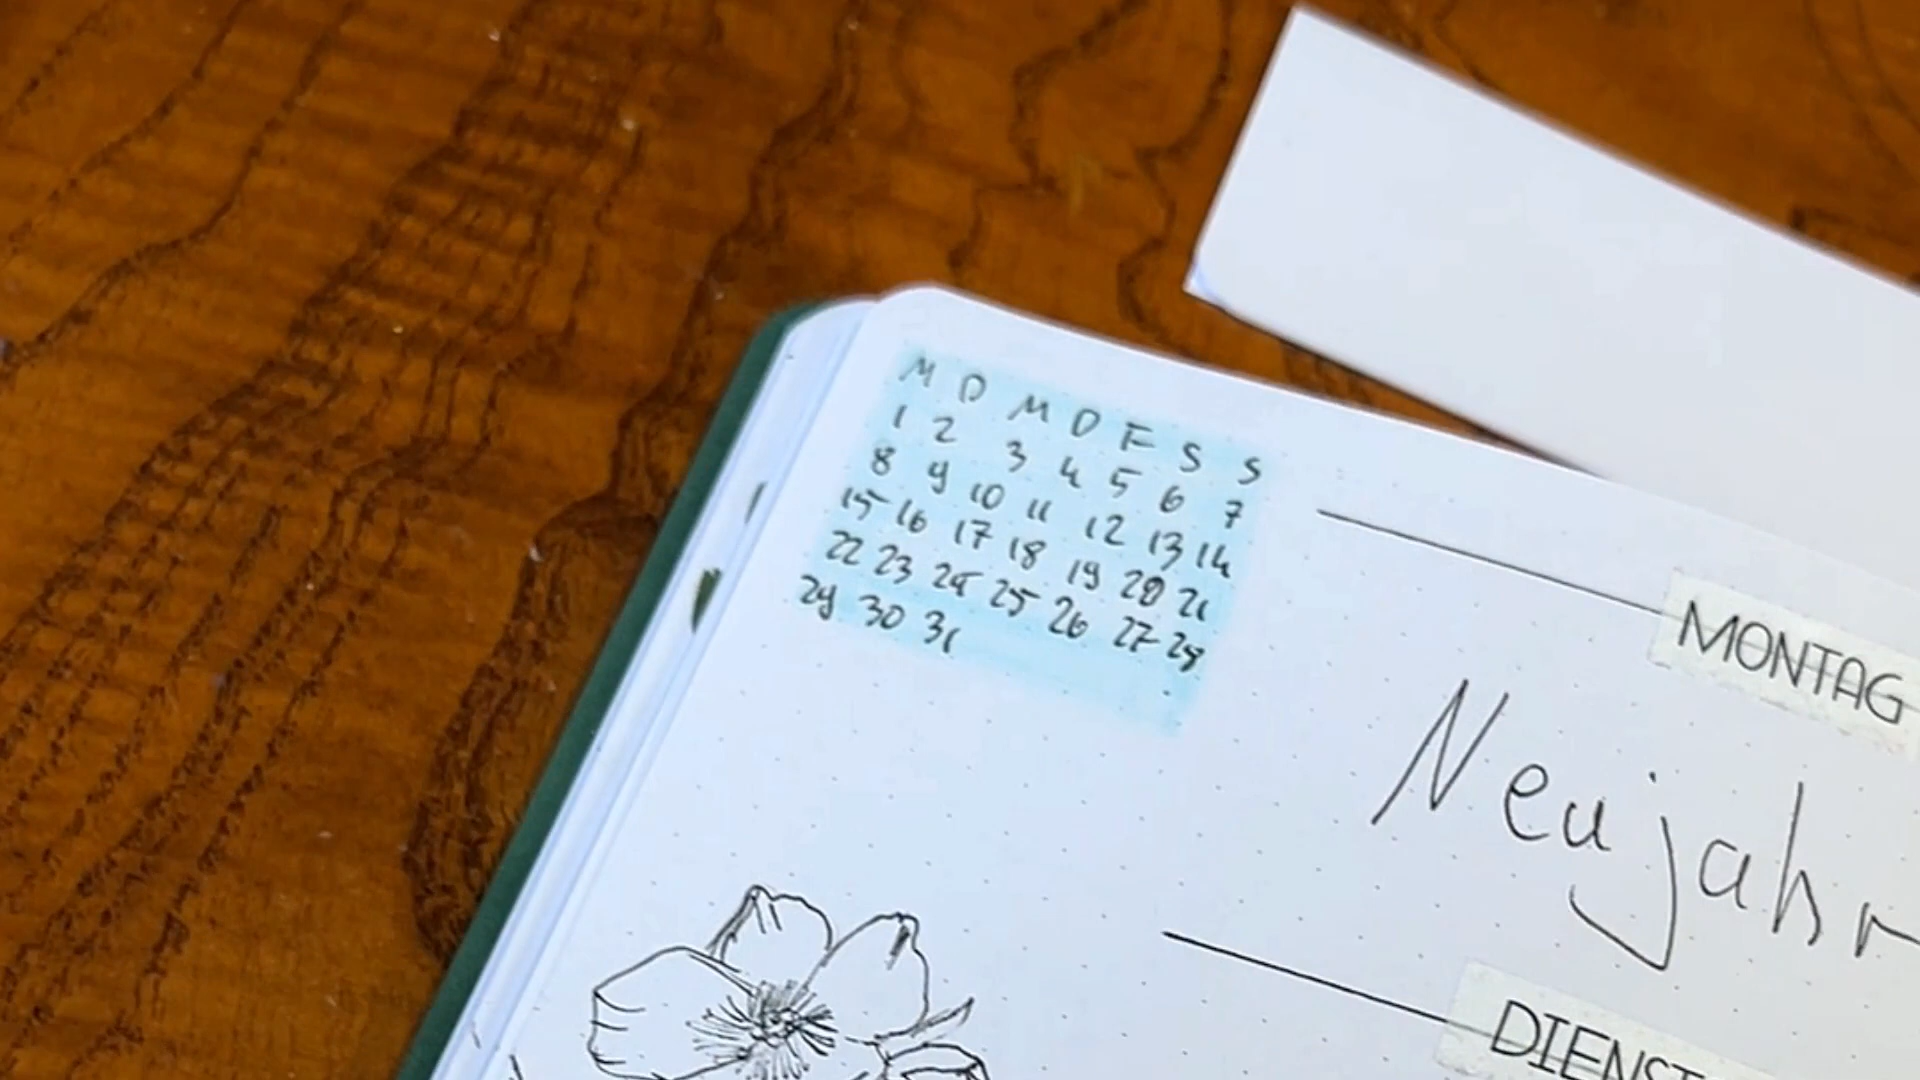 M D M D F S S
1 2 3 4 5 6 7
8 9 10 11 12 13 14
15 16 17 18 19 20 21
22 23 24 25 26 27 28
29 30 31
MONTAG
Neujahr
DIENST